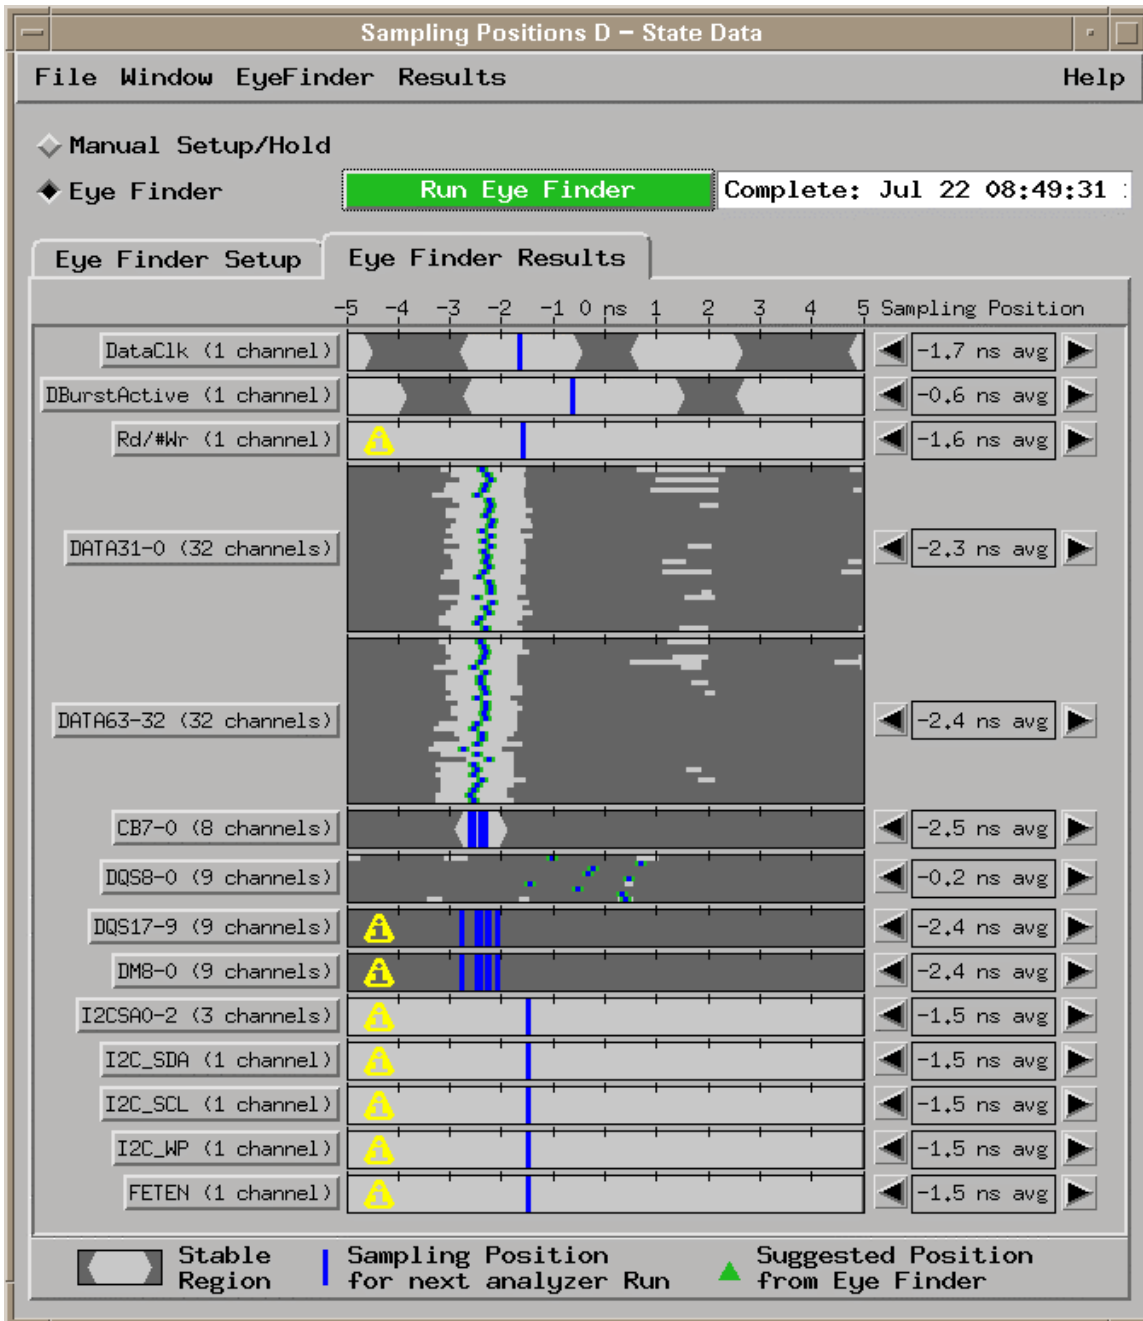 Sampling Positions D – State Data
File Window EyeFinder Results Help
Manual Setup/Hold
Eye Finder Run Eye Finder Complete: Jul 22 08:49:31
Eye Finder Setup Eye Finder Results
-5 -4 -3 -2 -1 0 ns 1 2 3 4 5 Sampling Position
DataClk (1 channel) -1.7 ns avg
DBurstActive (1 channel) -0.6 ns avg
Rd/#Wr (1 channel) -1.6 ns avg
DATA31-0 (32 channels) -2.3 ns avg
DATA63-32 (32 channels) -2.4 ns avg
CB7-0 (8 channels) -2.5 ns avg
DQS8-0 (9 channels) -0.2 ns avg
DQS17-9 (9 channels) -2.4 ns avg
DM8-0 (9 channels) -2.4 ns avg
I2CSA0-2 (3 channels) -1.5 ns avg
I2C_SDA (1 channel) -1.5 ns avg
I2C_SCL (1 channel) -1.5 ns avg
I2C_WP (1 channel) -1.5 ns avg
FETEN (1 channel) -1.5 ns avg
Stable Sampling Position Suggested Position
Region for next analyzer Run from Eye Finder